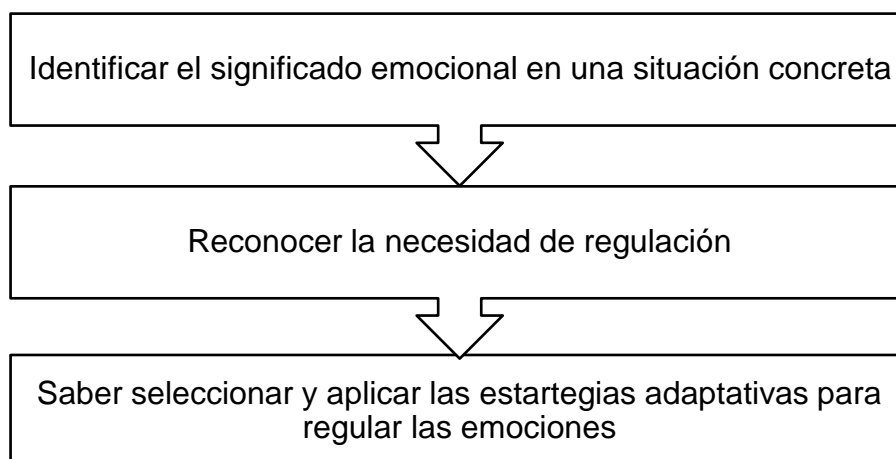 Identificar el significado emocional en una situación concreta
Reconocer la necesidad de regulación
Saber seleccionar y aplicar las estartegias adaptativas para
regular las emociones